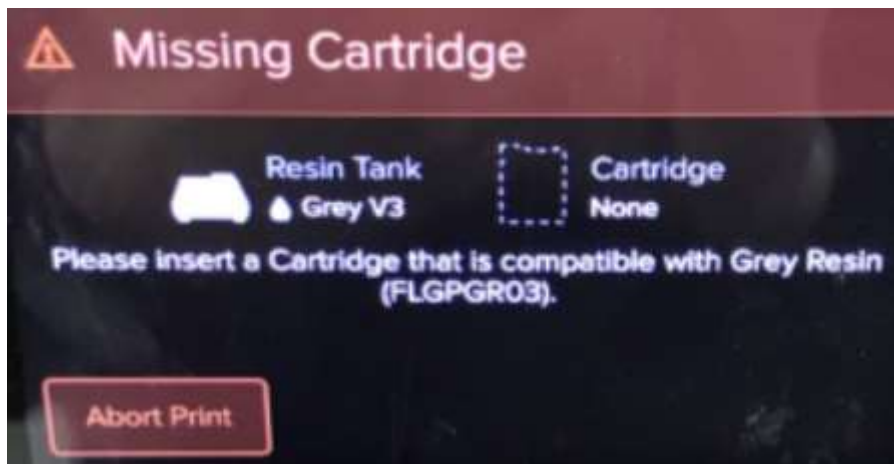 Missing Cartridge
Resin Tank
Grey V3
Cartridge
None
Please insert a Cartridge that is compatible with Grey Resin
(FLGPGR03).
Abort Print